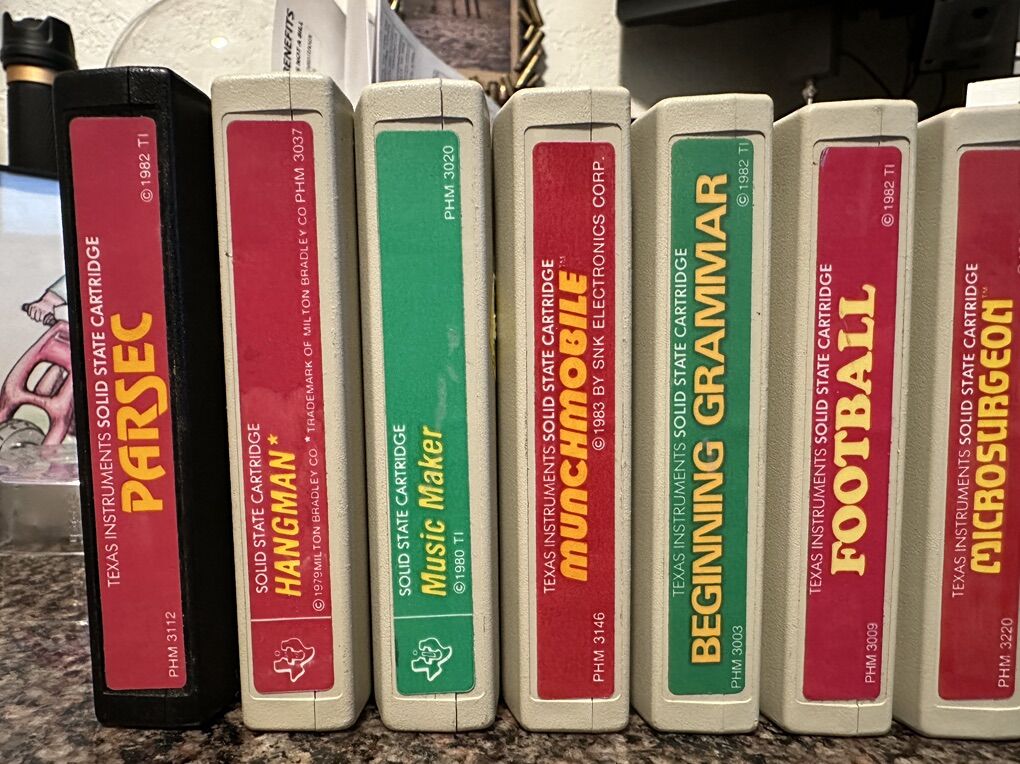 ENEFITS
NOT A BILL
TEXAS INSTRUMENTS SOLID STATE CARTRIDGE
PARSEC
PHM 3112
© 1982 TI
SOLID STATE CARTRIDGE
HANGMAN*
© 1979 MILTON BRADLEY CO. *TRADEMARK OF MILTON BRADLEY CO PHM 3037
SOLID STATE CARTRIDGE
Music Maker
© 1980 TI
PHM 3020
TEXAS INSTRUMENTS SOLID STATE CARTRIDGE
MUNCHMOBILE™
PHM 3146
© 1983 BY SNK ELECTRONICS CORP.
TEXAS INSTRUMENTS SOLID STATE CARTRIDGE
BEGINNING GRAMMAR
PHM 3003
© 1982 TI
TEXAS INSTRUMENTS SOLID STATE CARTRIDGE
FOOTBALL
PHM 3009
© 1982 TI
TEXAS INSTRUMENTS SOLID STATE CARTRIDGE
MICROSURGEON™
PHM 3220